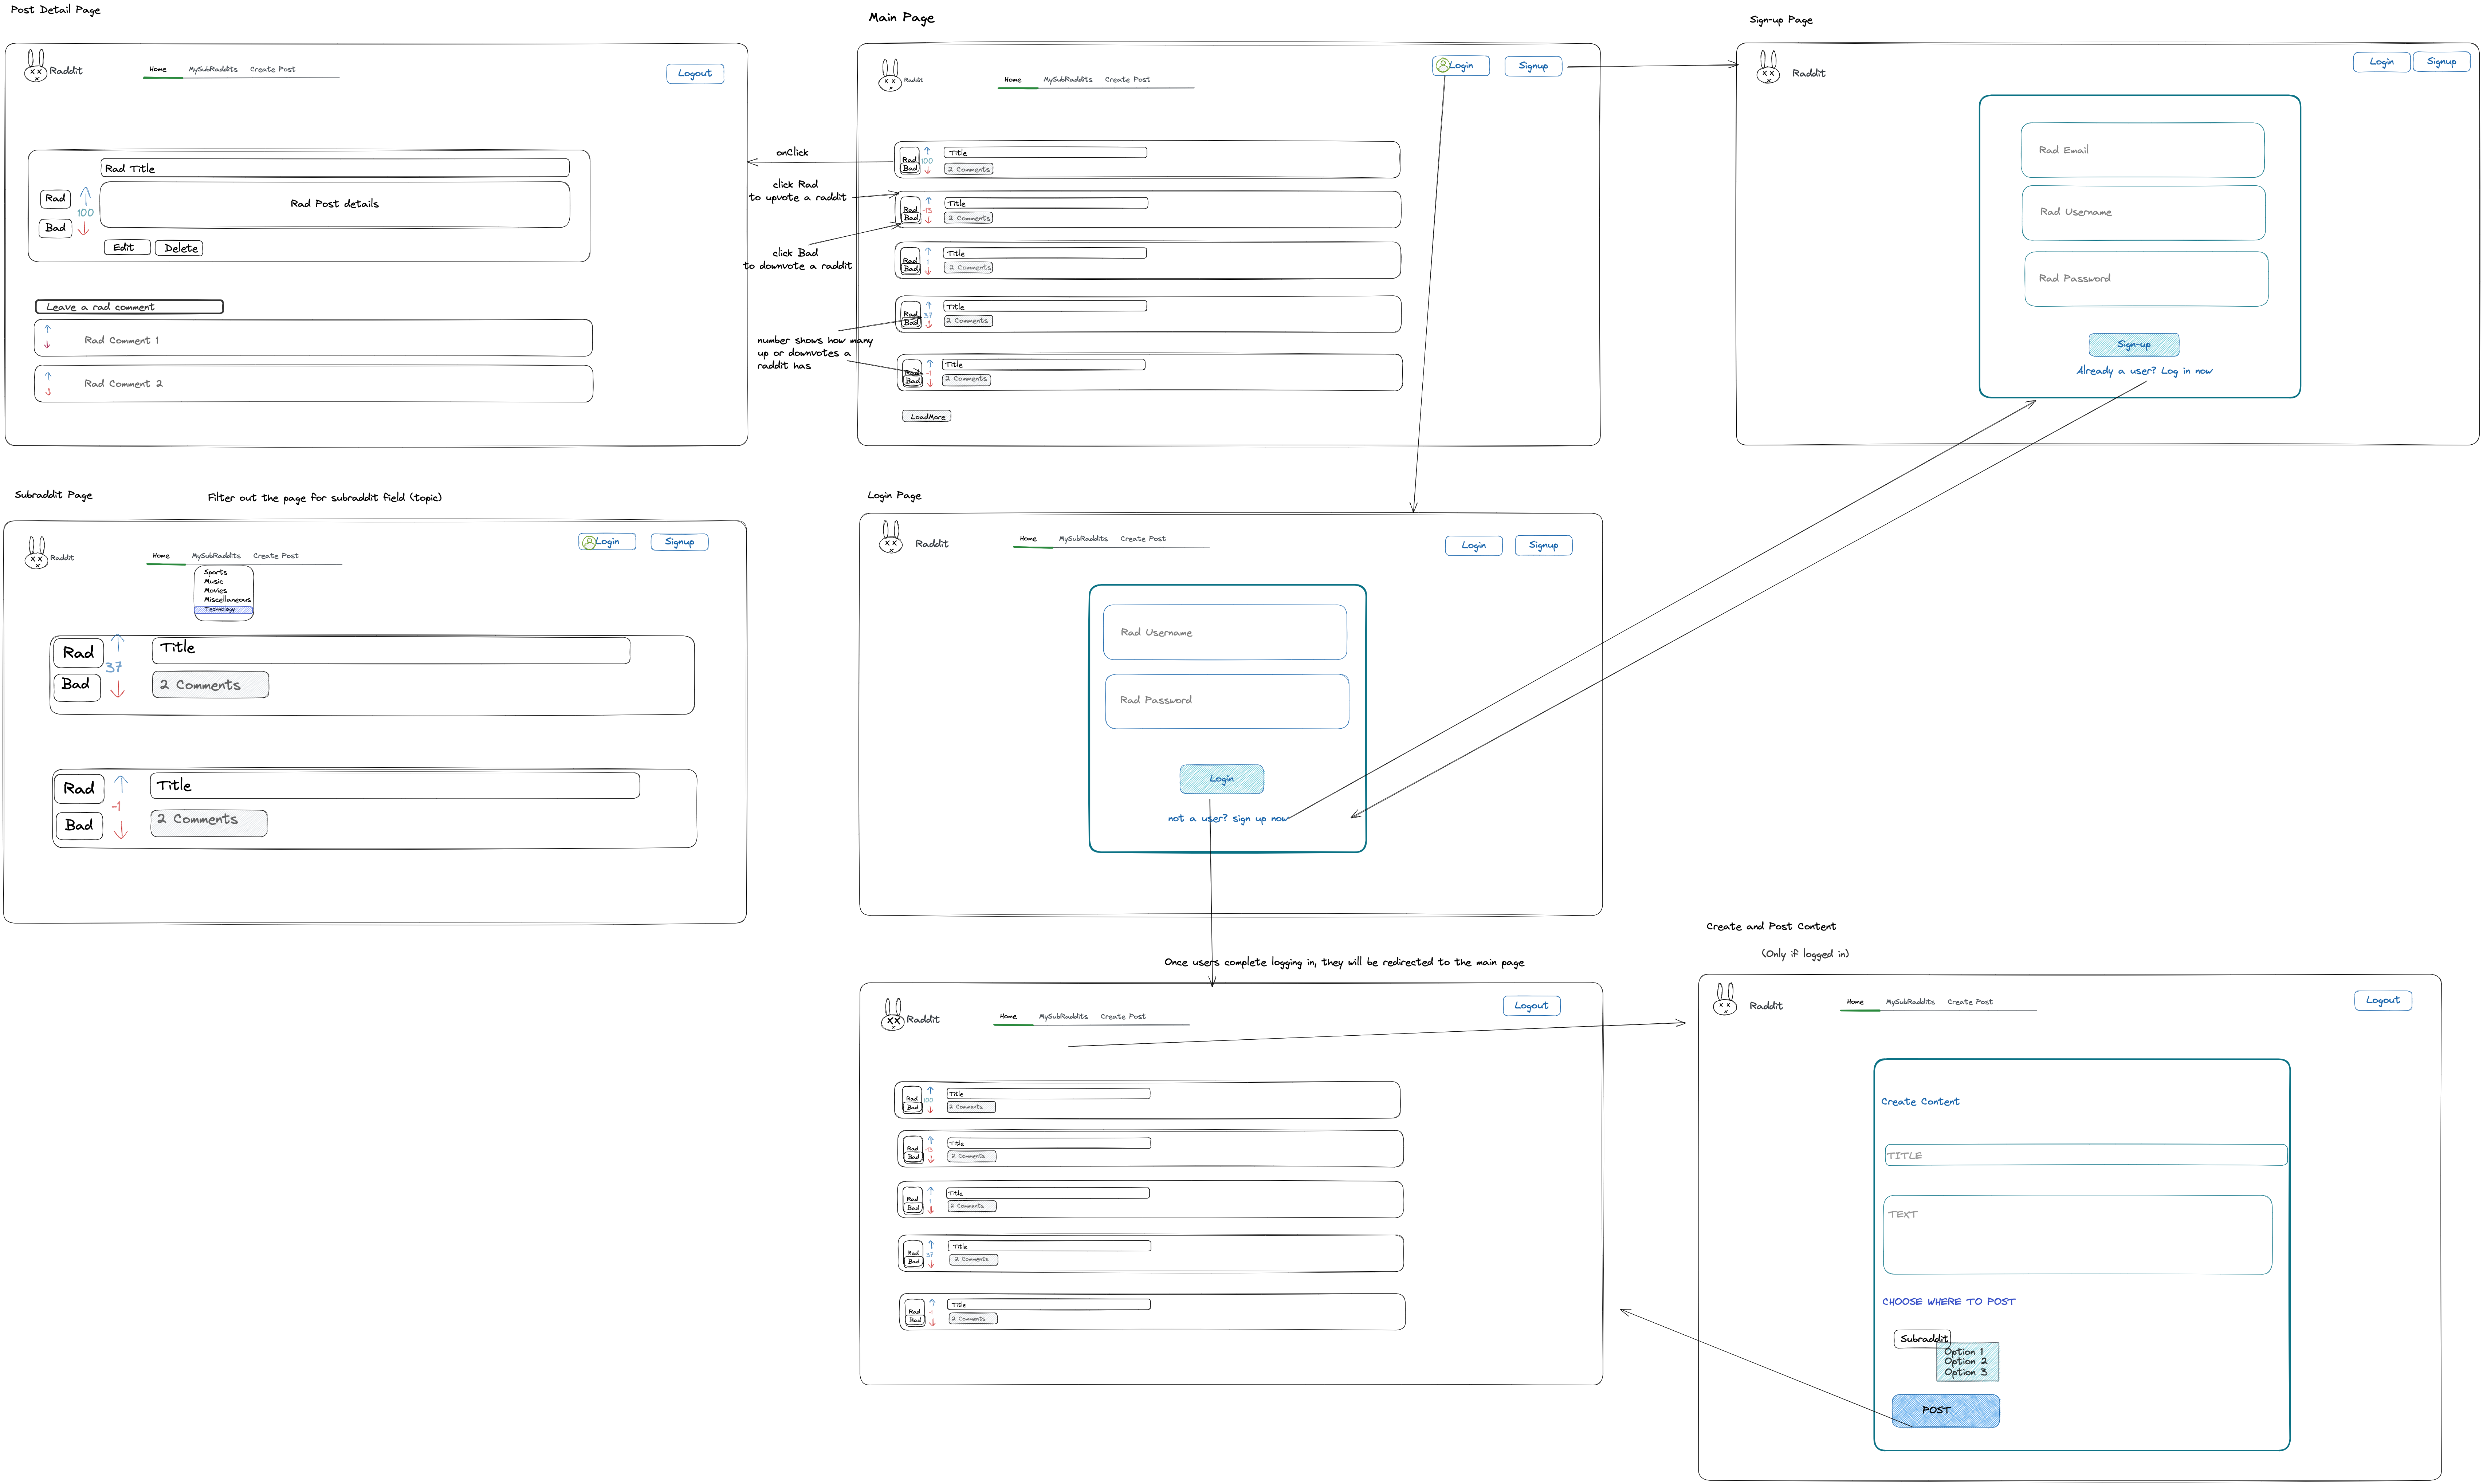 Post Detail Page
Raddit
Home MySubRaddits Create Post
Logout
Rad Title
Rad Post details
Rad
100
Bad
Edit Delete
Leave a rad comment
Rad Comment 1
Rad Comment 2
Main Page
Raddit
Home MySubRaddits Create Post
Login Signup
onClick
click Rad
to upvote a raddit
click Bad
to downvote a raddit
number shows how many
up or downvotes a
raddit has
Title
Rad 100
Bad 2 Comments
Title
Rad -13
Bad 2 Comments
Title
Rad 1
Bad 2 Comments
Title
Rad 37
Bad 2 Comments
Title
Rad -1
Bad 2 Comments
LoadMore
Sign-up Page
Raddit
Login Signup
Rad Email
Rad Username
Rad Password
Sign-up
Already a user? Log in now
Subraddit Page
Filter out the page for subraddit field (topic)
Raddit
Home MySubRaddits Create Post
Login Signup
Sports
Music
Movies
Miscellaneous
Tecnology
Rad Title
37
Bad 2 Comments
Rad Title
-1
Bad 2 Comments
Login Page
Raddit
Home MySubRaddits Create Post
Login Signup
Rad Username
Rad Password
Login
not a user? sign up now
Once users complete logging in, they will be redirected to the main page
Raddit
Home MySubRaddits Create Post
Logout
Title
Rad 100
Bad 2 Comments
Title
Rad -13
Bad 2 Comments
Title
Rad 1
Bad 2 Comments
Title
Rad 37
Bad 2 Comments
Title
Rad -1
Bad 2 Comments
Create and Post Content
(Only if logged in)
Raddit
Home MySubRaddits Create Post
Logout
Create Content
TITLE
TEXT
CHOOSE WHERE TO POST
Subraddit
Option 1
Option 2
Option 3
POST